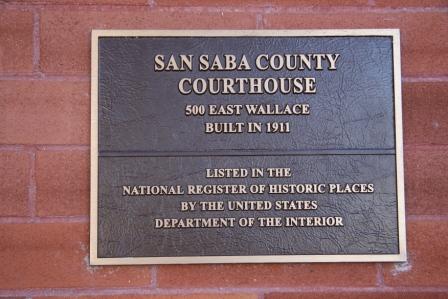 SAN SABA COUNTY
COURTHOUSE
500 EAST WALLACE
BUILT IN 1911
LISTED IN THE
NATIONAL REGISTER OF HISTORIC PLACES
BY THE UNITED STATES
DEPARTMENT OF THE INTERIOR